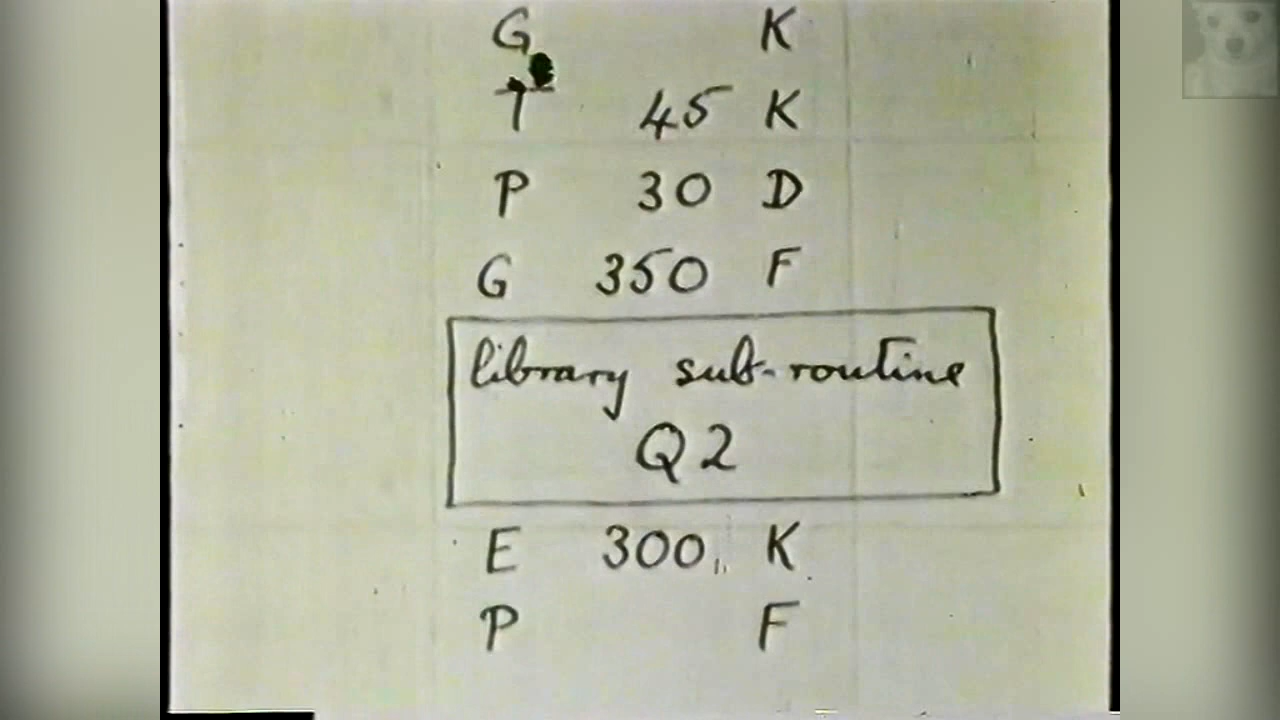 G K
T 45 K
P 30 D
G 350 F
library sub-routine
Q2
E 300 K
P F